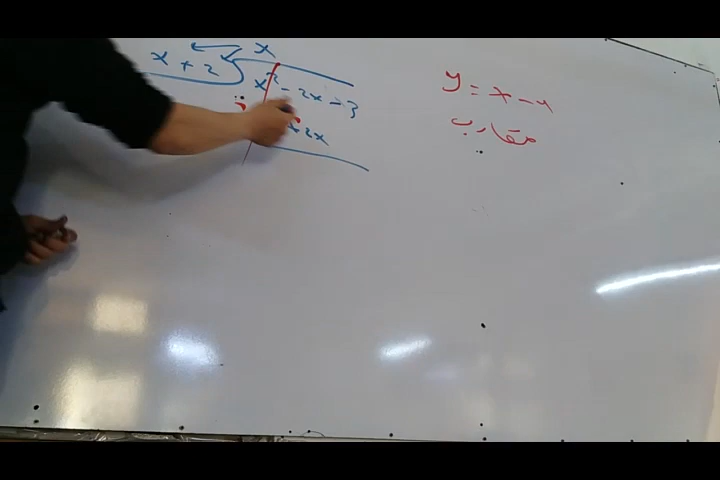 x
x + 2 x² - 2x - 3
+ 2x
y = x - 4
مقارب